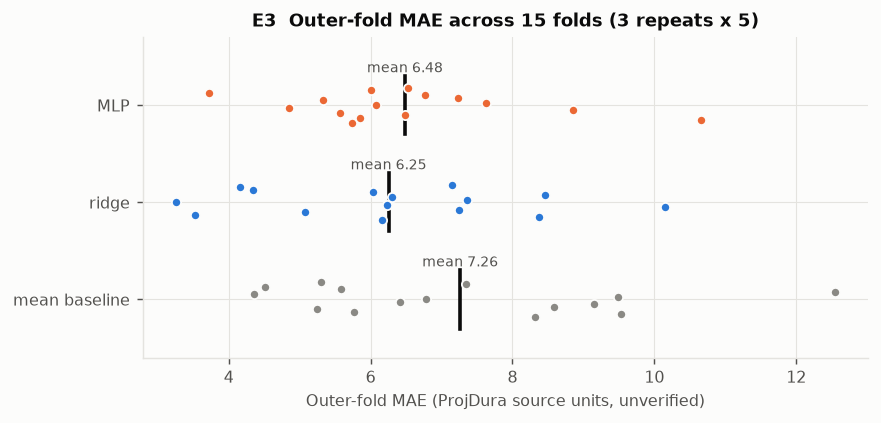 E3  Outer-fold MAE across 15 folds (3 repeats x 5)
mean 6.48
MLP
mean 6.25
ridge
mean 7.26
mean baseline
4 6 8 10 12
Outer-fold MAE (ProjDura source units, unverified)